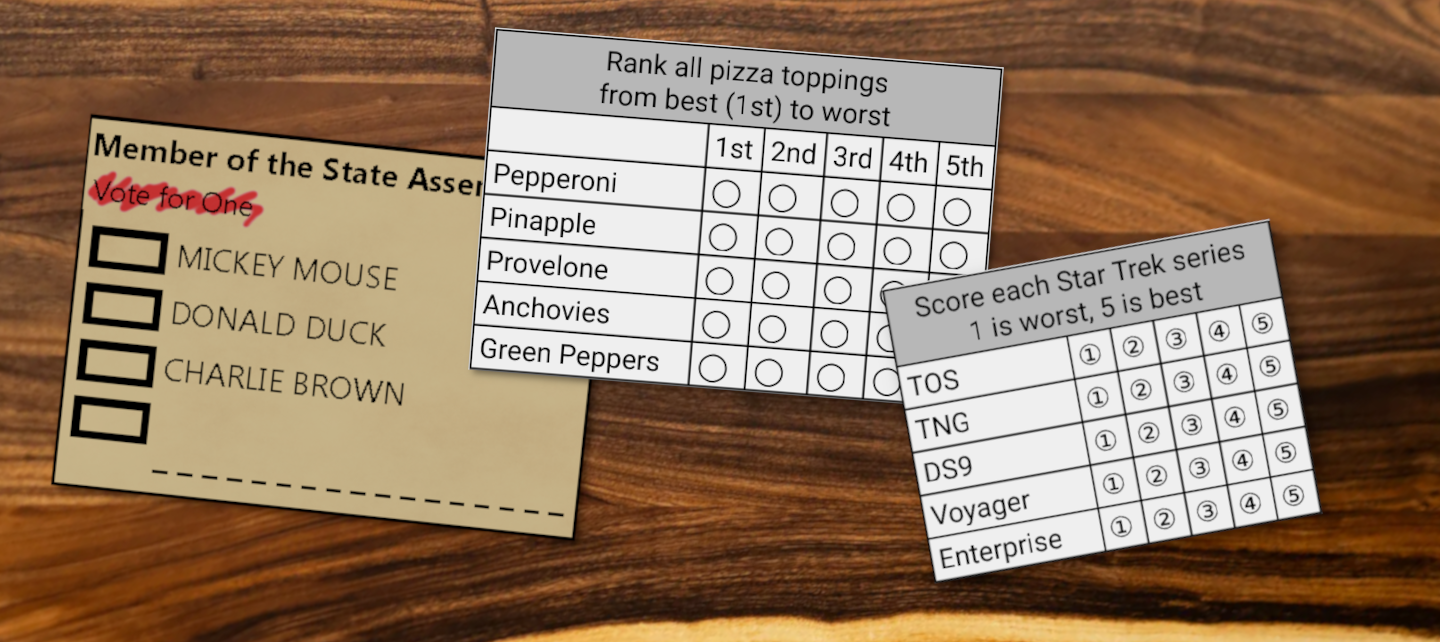 Member of the State Assem
Vote for One
MICKEY MOUSE
DONALD DUCK
CHARLIE BROWN
Rank all pizza toppings
from best (1st) to worst
1st 2nd 3rd 4th 5th
Pepperoni
Pinapple
Provelone
Anchovies
Green Peppers
Score each Star Trek series
1 is worst, 5 is best
TOS ① ② ③ ④ ⑤
TNG ① ② ③ ④ ⑤
DS9 ① ② ③ ④ ⑤
Voyager ① ② ③ ④ ⑤
Enterprise ① ② ③ ④ ⑤